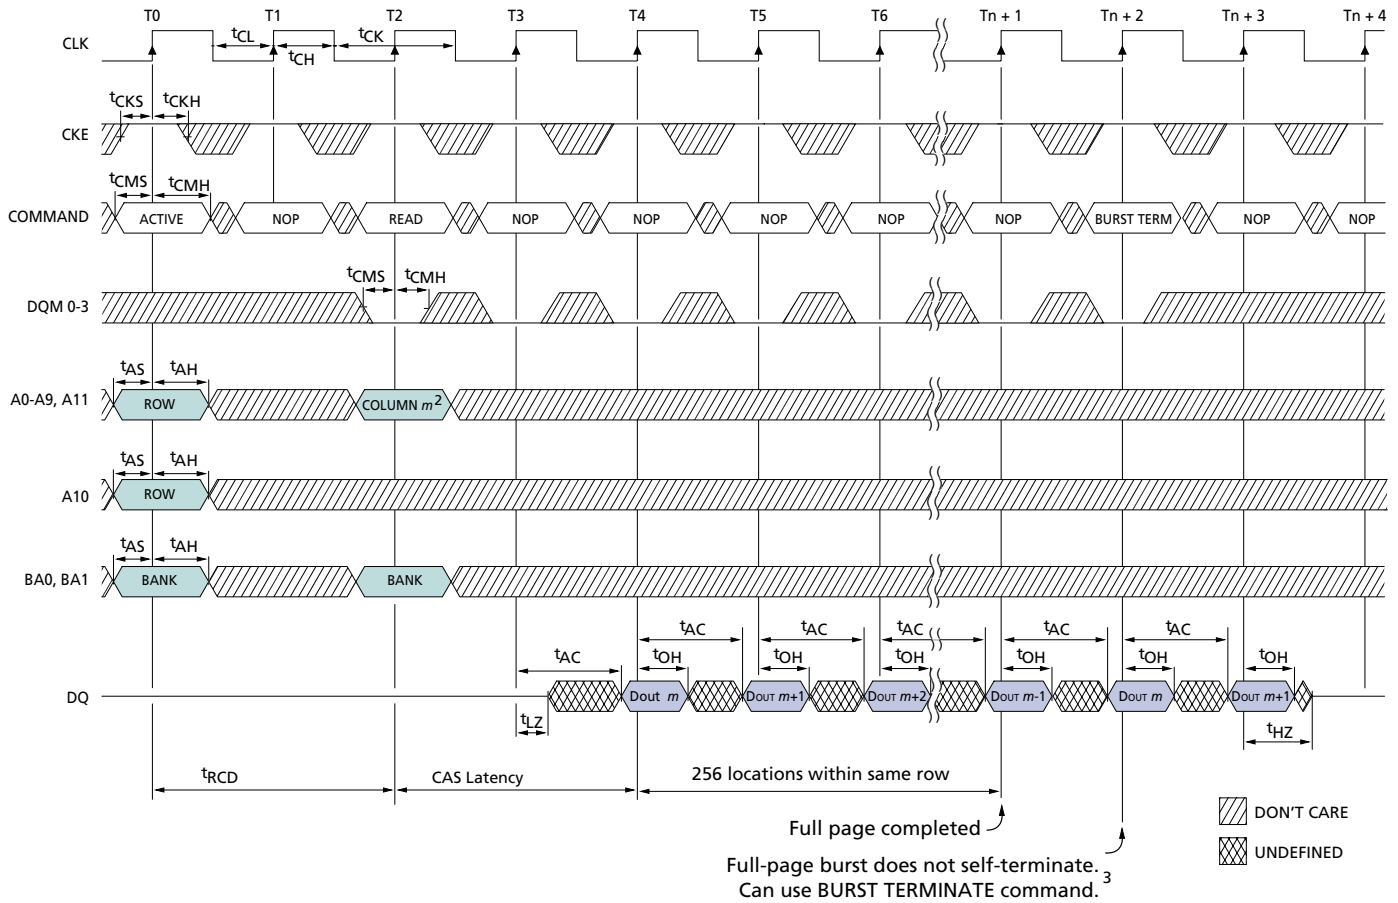 T0 T1 T2 T3 T4 T5 T6 Tn + 1 Tn + 2 Tn + 3 Tn + 4
CLK
tCL tCK
tCH
tCKS tCKH
CKE
tCMS tCMH
COMMAND ACTIVE NOP READ NOP NOP NOP NOP NOP BURST TERM NOP NOP
tCMS tCMH
DQM 0-3
tAS tAH
A0-A9, A11 ROW COLUMN m2
tAS tAH
A10 ROW
tAS tAH
BA0, BA1 BANK BANK
tAC tAC tAC tAC tAC
tAC tOH tOH tOH tOH tOH tOH
DQ Dout m DOUT m+1 DOUT m+2 DOUT m-1 DOUT m DOUT m+1
tLZ tHZ
tRCD CAS Latency 256 locations within same row
Full page completed
Full-page burst does not self-terminate.
Can use BURST TERMINATE command. 3
DON'T CARE
UNDEFINED